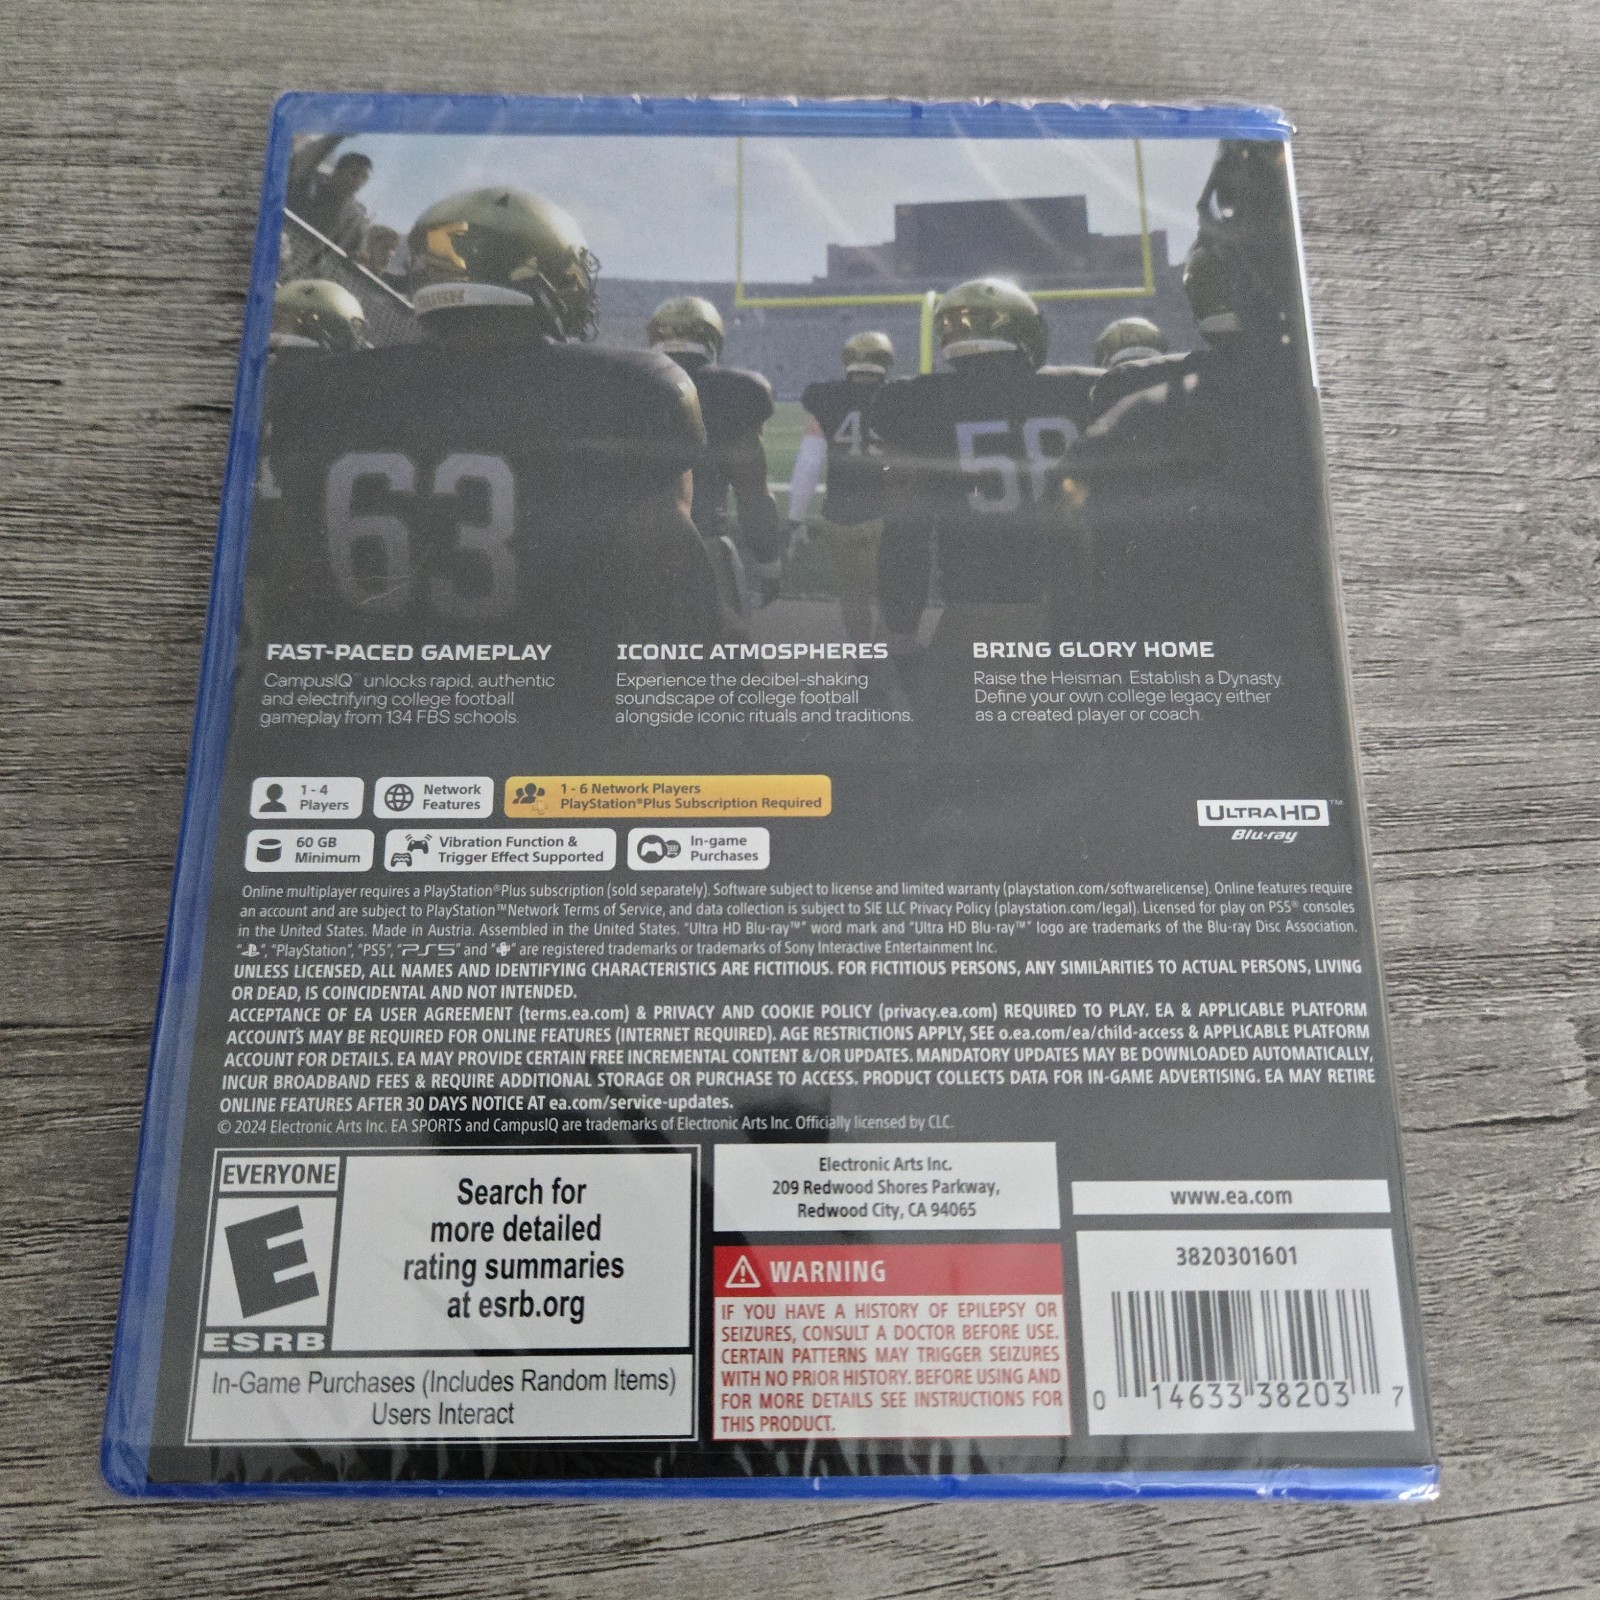 63
4
58
FAST-PACED GAMEPLAY
CampusIQ™ unlocks rapid, authentic
and electrifying college football
gameplay from 134 FBS schools.
ICONIC ATMOSPHERES
Experience the decibel-shaking
soundscape of college football
alongside iconic rituals and traditions.
BRING GLORY HOME
Raise the Heisman. Establish a Dynasty.
Define your own college legacy either
as a created player or coach.
1 - 4
Players
Network
Features
1 - 6 Network Players
PlayStation®Plus Subscription Required
60 GB
Minimum
Vibration Function &
Trigger Effect Supported
In-game
Purchases
ULTRA HD™
Blu-ray
Online multiplayer requires a PlayStation®Plus subscription (sold separately). Software subject to license and limited warranty (playstation.com/softwarelicense). Online features require
an account and are subject to PlayStation™Network Terms of Service, and data collection is subject to SIE LLC Privacy Policy (playstation.com/legal). Licensed for play on PS5® consoles
in the United States. Made in Austria. Assembled in the United States. "Ultra HD Blu-ray™" word mark and "Ultra HD Blu-ray™" logo are trademarks of the Blu-ray Disc Association.
"", "PlayStation", "PS5", "PS5" and "" are registered trademarks or trademarks of Sony Interactive Entertainment Inc.
UNLESS LICENSED, ALL NAMES AND IDENTIFYING CHARACTERISTICS ARE FICTITIOUS. FOR FICTITIOUS PERSONS, ANY SIMILARITIES TO ACTUAL PERSONS, LIVING
OR DEAD, IS COINCIDENTAL AND NOT INTENDED.
ACCEPTANCE OF EA USER AGREEMENT (terms.ea.com) & PRIVACY AND COOKIE POLICY (privacy.ea.com) REQUIRED TO PLAY. EA & APPLICABLE PLATFORM
ACCOUNTS MAY BE REQUIRED FOR ONLINE FEATURES (INTERNET REQUIRED). AGE RESTRICTIONS APPLY, SEE o.ea.com/ea/child-access & APPLICABLE PLATFORM
ACCOUNT FOR DETAILS. EA MAY PROVIDE CERTAIN FREE INCREMENTAL CONTENT &/OR UPDATES. MANDATORY UPDATES MAY BE DOWNLOADED AUTOMATICALLY,
INCUR BROADBAND FEES & REQUIRE ADDITIONAL STORAGE OR PURCHASE TO ACCESS. PRODUCT COLLECTS DATA FOR IN-GAME ADVERTISING. EA MAY RETIRE
ONLINE FEATURES AFTER 30 DAYS NOTICE AT ea.com/service-updates.
© 2024 Electronic Arts Inc. EA SPORTS and CampusIQ are trademarks of Electronic Arts Inc. Officially licensed by CLC.
EVERYONE
E
ESRB
Search for
more detailed
rating summaries
at esrb.org
In-Game Purchases (Includes Random Items)
Users Interact
Electronic Arts Inc.
209 Redwood Shores Parkway,
Redwood City, CA 94065
WARNING
IF YOU HAVE A HISTORY OF EPILEPSY OR
SEIZURES, CONSULT A DOCTOR BEFORE USE.
CERTAIN PATTERNS MAY TRIGGER SEIZURES
WITH NO PRIOR HISTORY. BEFORE USING AND
FOR MORE DETAILS SEE INSTRUCTIONS FOR
THIS PRODUCT.
www.ea.com
3820301601
0 14633 38203 7